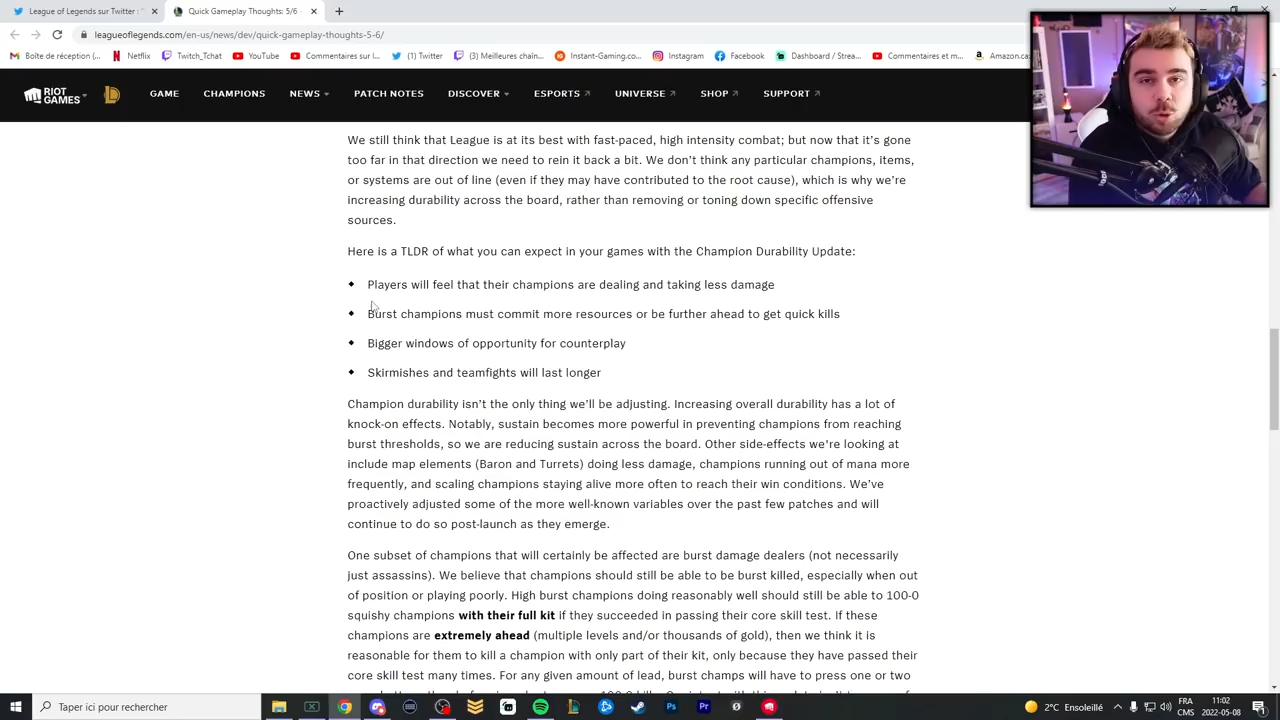 League of Legends sur Twitter : "
Quick Gameplay Thoughts: 5/6
leagueoflegends.com/en-us/news/dev/quick-gameplay-thoughts-5-6/
Boîte de réception (... Netflix Twitch_Tchat YouTube Commentaires sur l... (1) Twitter (3) Meilleures chaîn... Instant-Gaming.co... Instagram Facebook Dashboard / Strea... Commentaires et m... Amazon.ca
RIOT GAMES GAME CHAMPIONS NEWS PATCH NOTES DISCOVER ESPORTS UNIVERSE SHOP SUPPORT
We still think that League is at its best with fast-paced, high intensity combat; but now that it's gone
too far in that direction we need to rein it back a bit. We don't think any particular champions, items,
or systems are out of line (even if they may have contributed to the root cause), which is why we're
increasing durability across the board, rather than removing or toning down specific offensive
sources.
Here is a TLDR of what you can expect in your games with the Champion Durability Update:
Players will feel that their champions are dealing and taking less damage
Burst champions must commit more resources or be further ahead to get quick kills
Bigger windows of opportunity for counterplay
Skirmishes and teamfights will last longer
Champion durability isn't the only thing we'll be adjusting. Increasing overall durability has a lot of
knock-on effects. Notably, sustain becomes more powerful in preventing champions from reaching
burst thresholds, so we are reducing sustain across the board. Other side-effects we're looking at
include map elements (Baron and Turrets) doing less damage, champions running out of mana more
frequently, and scaling champions staying alive more often to reach their win conditions. We've
proactively adjusted some of the more well-known variables over the past few patches and will
continue to do so post-launch as they emerge.
One subset of champions that will certainly be affected are burst damage dealers (not necessarily
just assassins). We believe that champions should still be able to be burst killed, especially when out
of position or playing poorly. High burst champions doing reasonably well should still be able to 100-0
squishy champions with their full kit if they succeeded in passing their core skill test. If these
champions are extremely ahead (multiple levels and/or thousands of gold), then we think it is
reasonable for them to kill a champion with only part of their kit, only because they have passed their
core skill test many times. For any given amount of lead, burst champs will have to press one or two
Taper ici pour rechercher
2°C Ensoleillé
FRA
CMS
11:02
2022-05-08